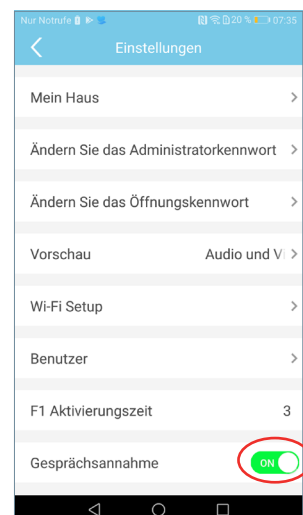 Nur Notrufe 20 % 07:35
Einstellungen
Mein Haus
Ändern Sie das Administratorkennwort
Ändern Sie das Öffnungskennwort
Vorschau Audio und Vi
Wi-Fi Setup
Benutzer
F1 Aktivierungszeit 3
Gesprächsannahme ON